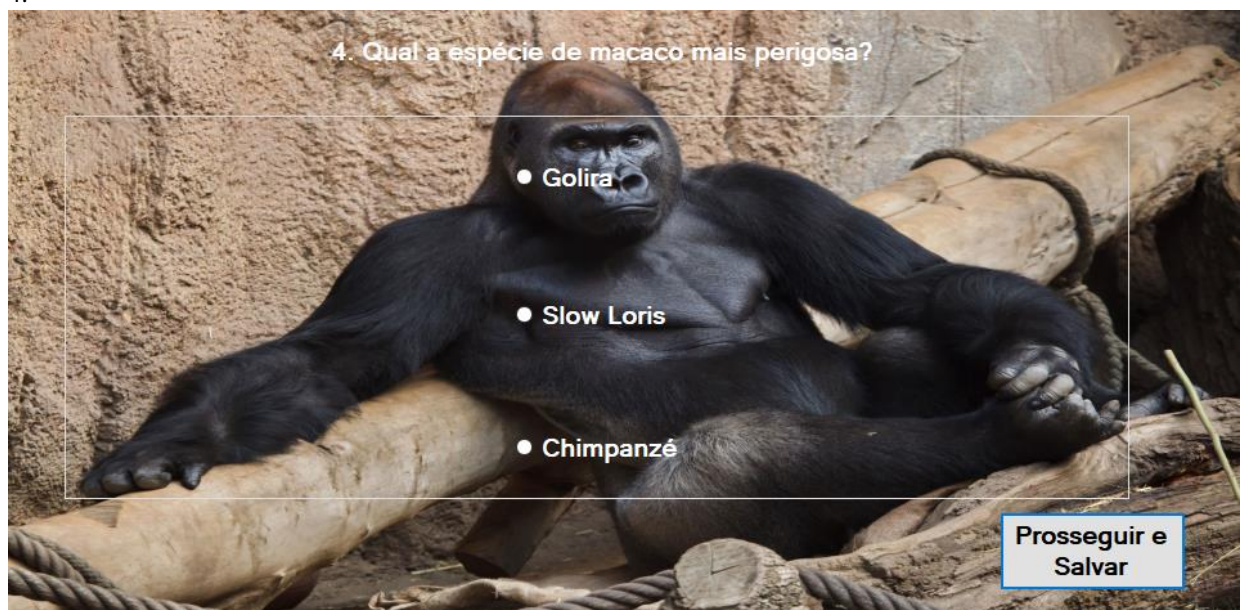 4. Qual a espécie de macaco mais perigosa?
Golira
Slow Loris
Chimpanzé
Prosseguir e
Salvar